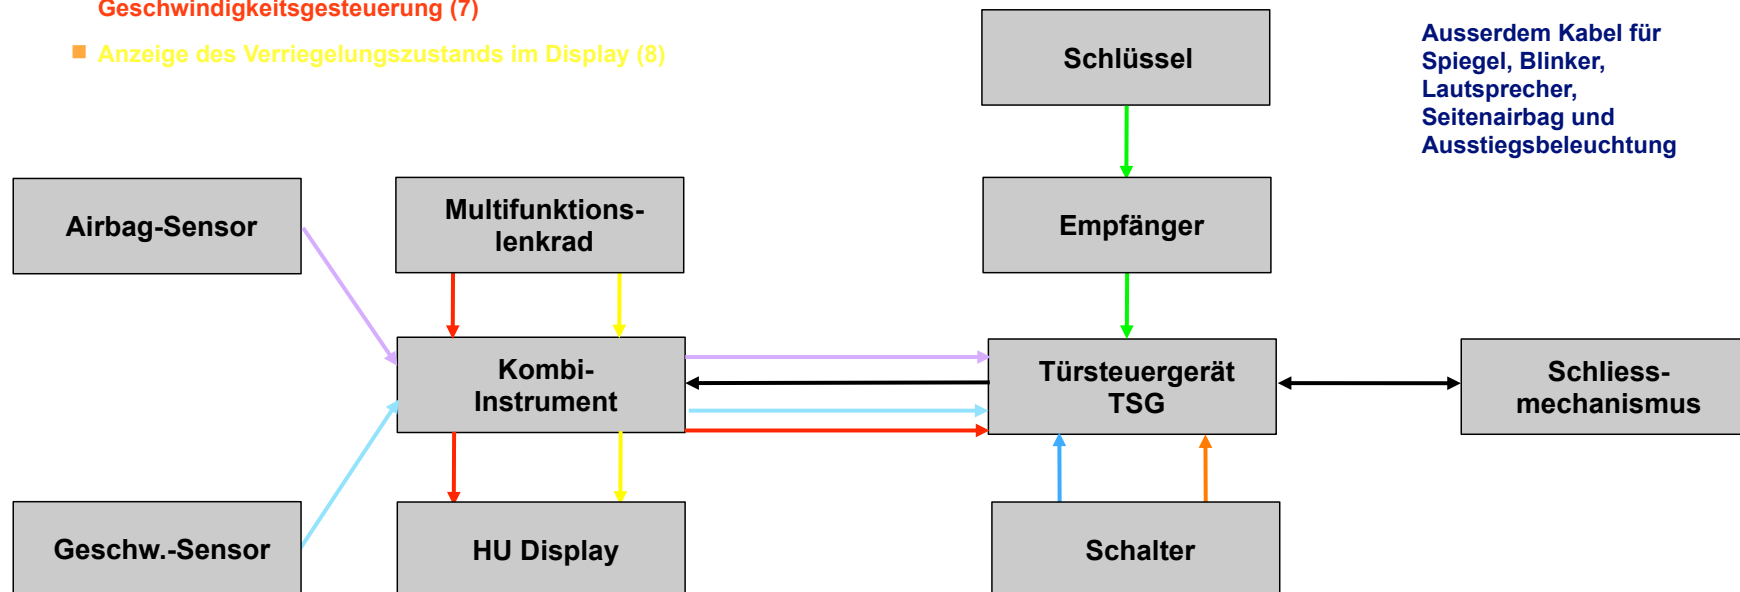 Geschwindigkeitsgesteuerung (7)
Anzeige des Verriegelungszustands im Display (8)
Ausserdem Kabel für
Spiegel, Blinker,
Lautsprecher,
Seitenairbag und
Ausstiegsbeleuchtung
Schlüssel
Airbag-Sensor
Multifunktions-
lenkrad
Empfänger
Kombi-
Instrument
Türsteuergerät
TSG
Schliess-
mechanismus
Geschw.-Sensor
HU Display
Schalter